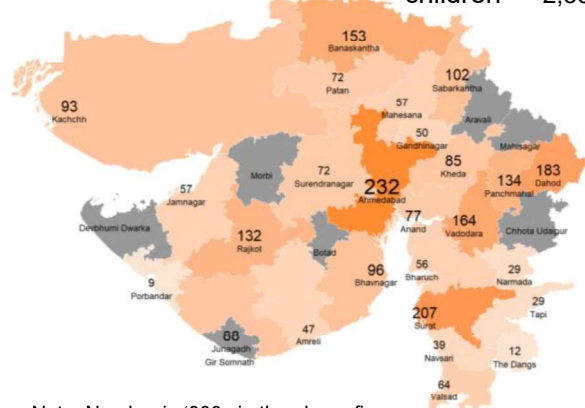 children
153
Banaskantha
72
Patan
102
Sabarkantha
93
Kachchh
57
Mahesana
Aravali
50
Gandhinagar
Mahisagar
Morbi
72
Surendranagar
85
Kheda
183
Dahod
134
Panchmahal
57
Jamnagar
232
Ahmedabad
77
Anand
164
Vadodara
Chhota Udaipur
Devbhumi Dwarka
132
Rajkot
Botad
96
Bhavnagar
56
Bharuch
29
Narmada
9
Porbandar
29
Tapi
207
Surat
88
Junagadh
Gir Somnath
47
Amreli
39
Navsari
12
The Dangs
64
Valsad